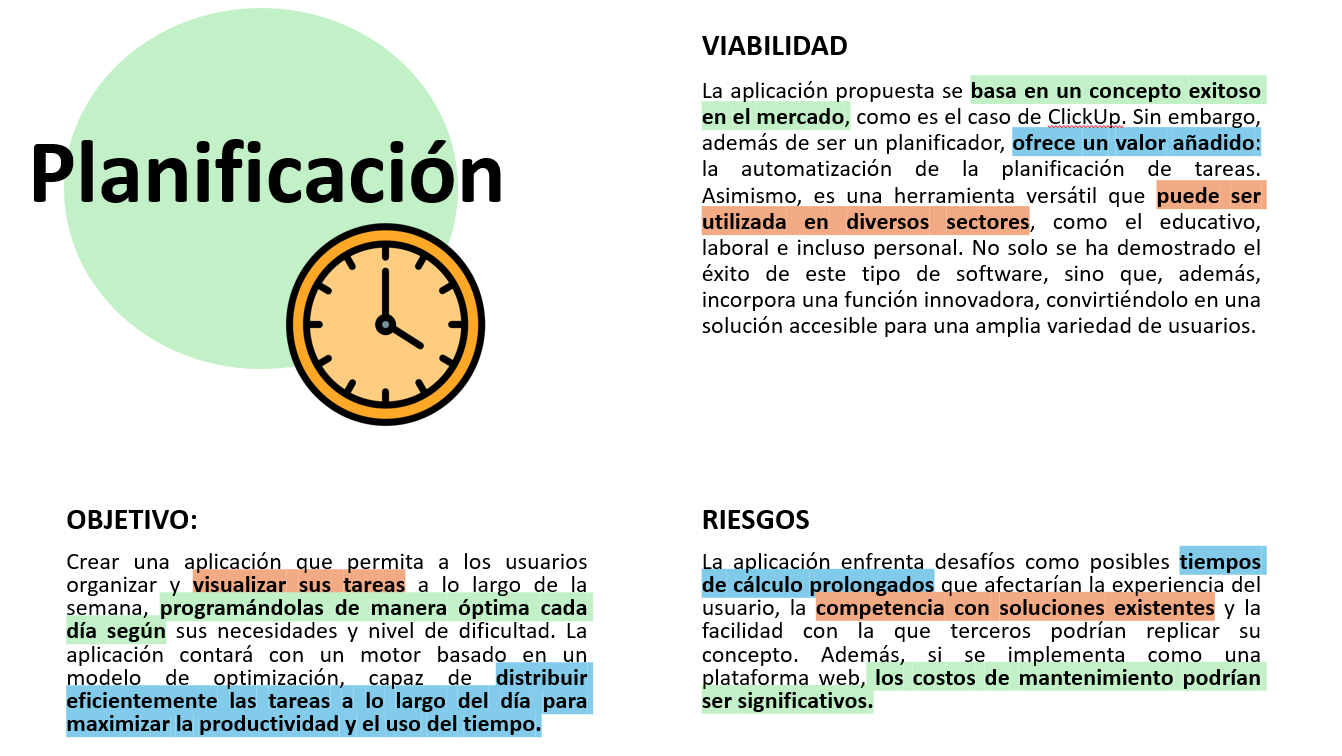 Planificación
OBJETIVO:
Crear una aplicación que permita a los usuarios
organizar y visualizar sus tareas a lo largo de la
semana, programándolas de manera óptima cada
día según sus necesidades y nivel de dificultad. La
aplicación contará con un motor basado en un
modelo de optimización, capaz de distribuir
eficientemente las tareas a lo largo del día para
maximizar la productividad y el uso del tiempo.
VIABILIDAD
La aplicación propuesta se basa en un concepto exitoso
en el mercado, como es el caso de ClickUp. Sin embargo,
además de ser un planificador, ofrece un valor añadido:
la automatización de la planificación de tareas.
Asimismo, es una herramienta versátil que puede ser
utilizada en diversos sectores, como el educativo,
laboral e incluso personal. No solo se ha demostrado el
éxito de este tipo de software, sino que, además,
incorpora una función innovadora, convirtiéndolo en una
solución accesible para una amplia variedad de usuarios.
RIESGOS
La aplicación enfrenta desafíos como posibles tiempos
de cálculo prolongados que afectarían la experiencia del
usuario, la competencia con soluciones existentes y la
facilidad con la que terceros podrían replicar su
concepto. Además, si se implementa como una
plataforma web, los costos de mantenimiento podrían
ser significativos.